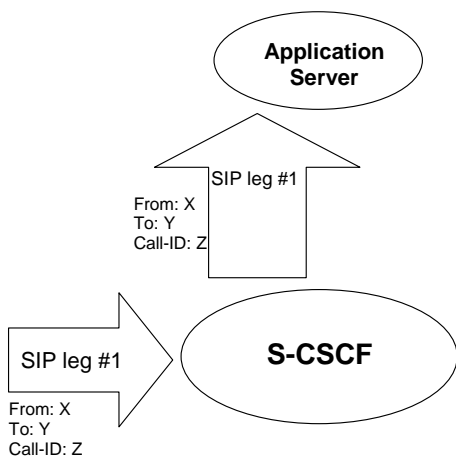 Application
Server
SIP leg #1
From: X
To: Y
Call-ID: Z
S-CSCF
SIP leg #1
From: X
To: Y
Call-ID: Z